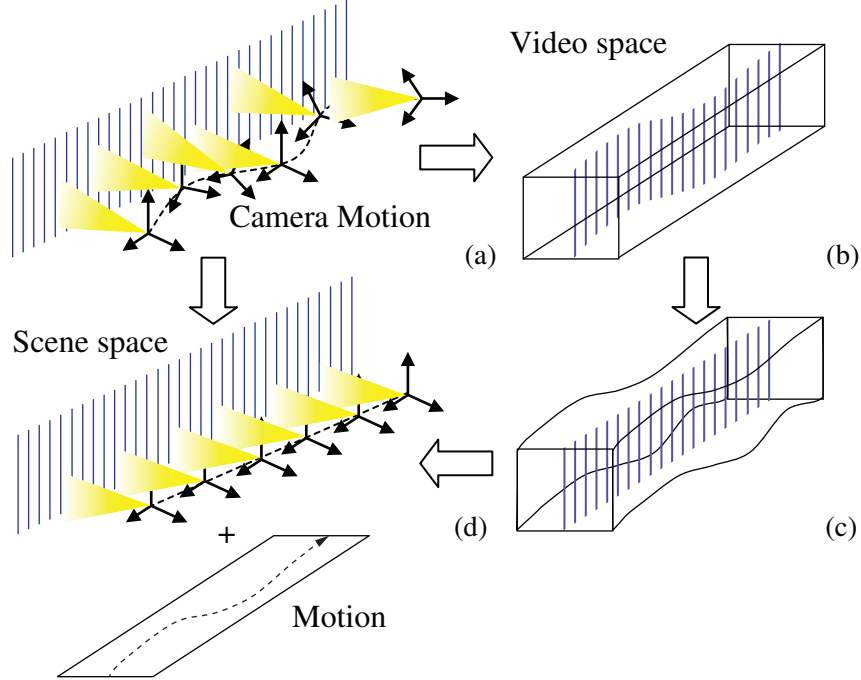 Video space
Camera Motion
(a)
(b)
Scene space
+
(d)
(c)
Motion